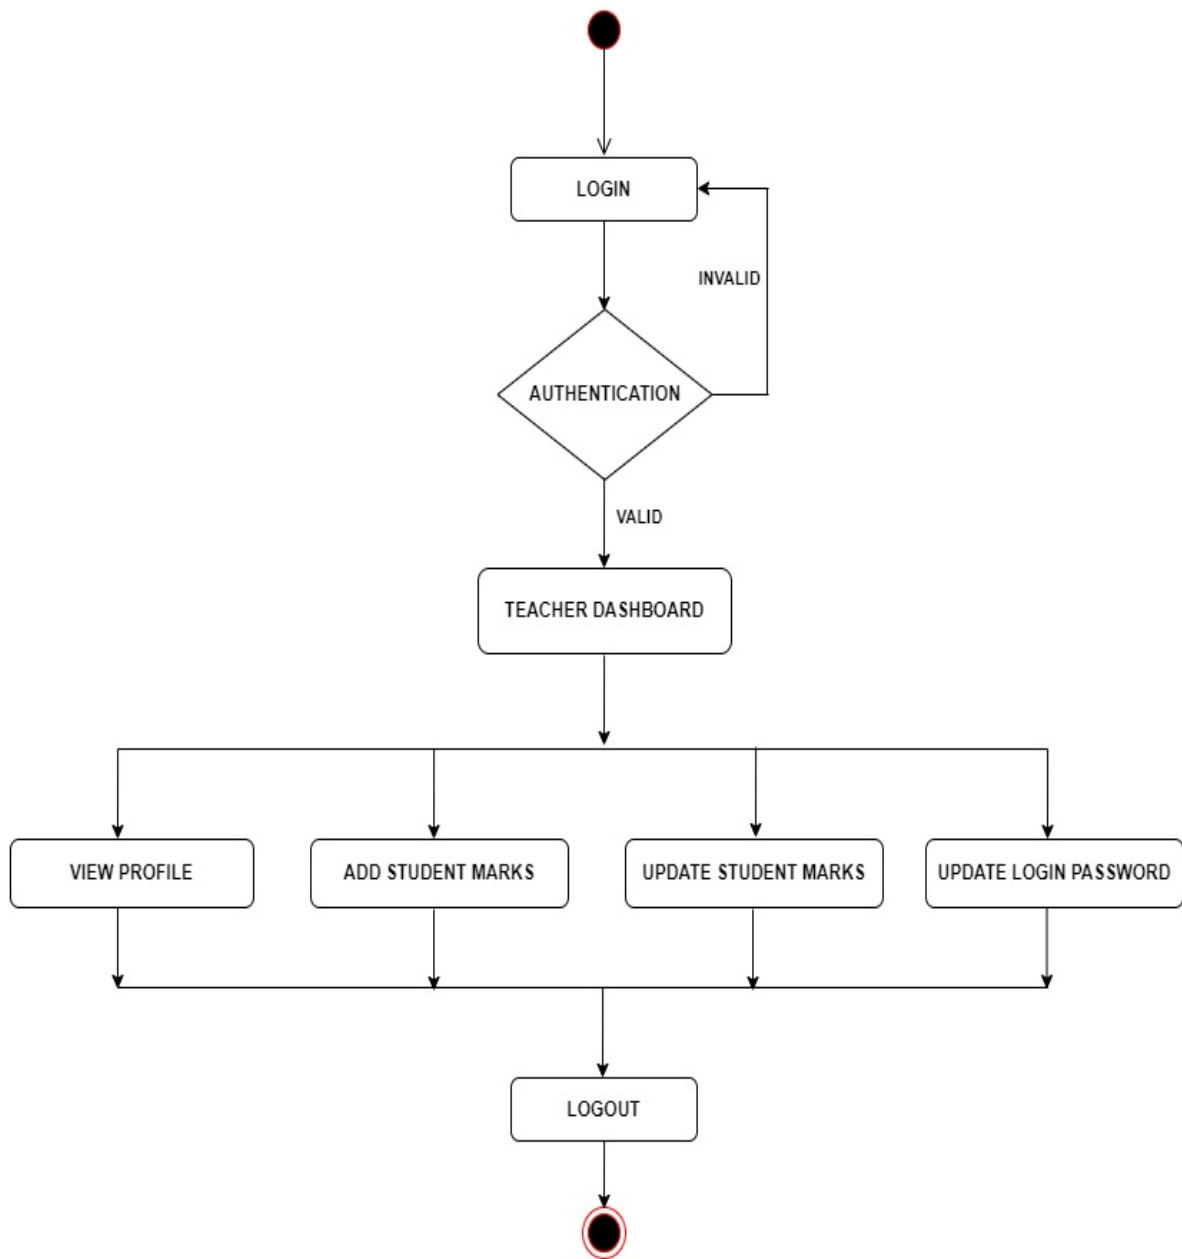 LOGIN
INVALID
AUTHENTICATION
VALID
TEACHER DASHBOARD
VIEW PROFILE
ADD STUDENT MARKS
UPDATE STUDENT MARKS
UPDATE LOGIN PASSWORD
LOGOUT